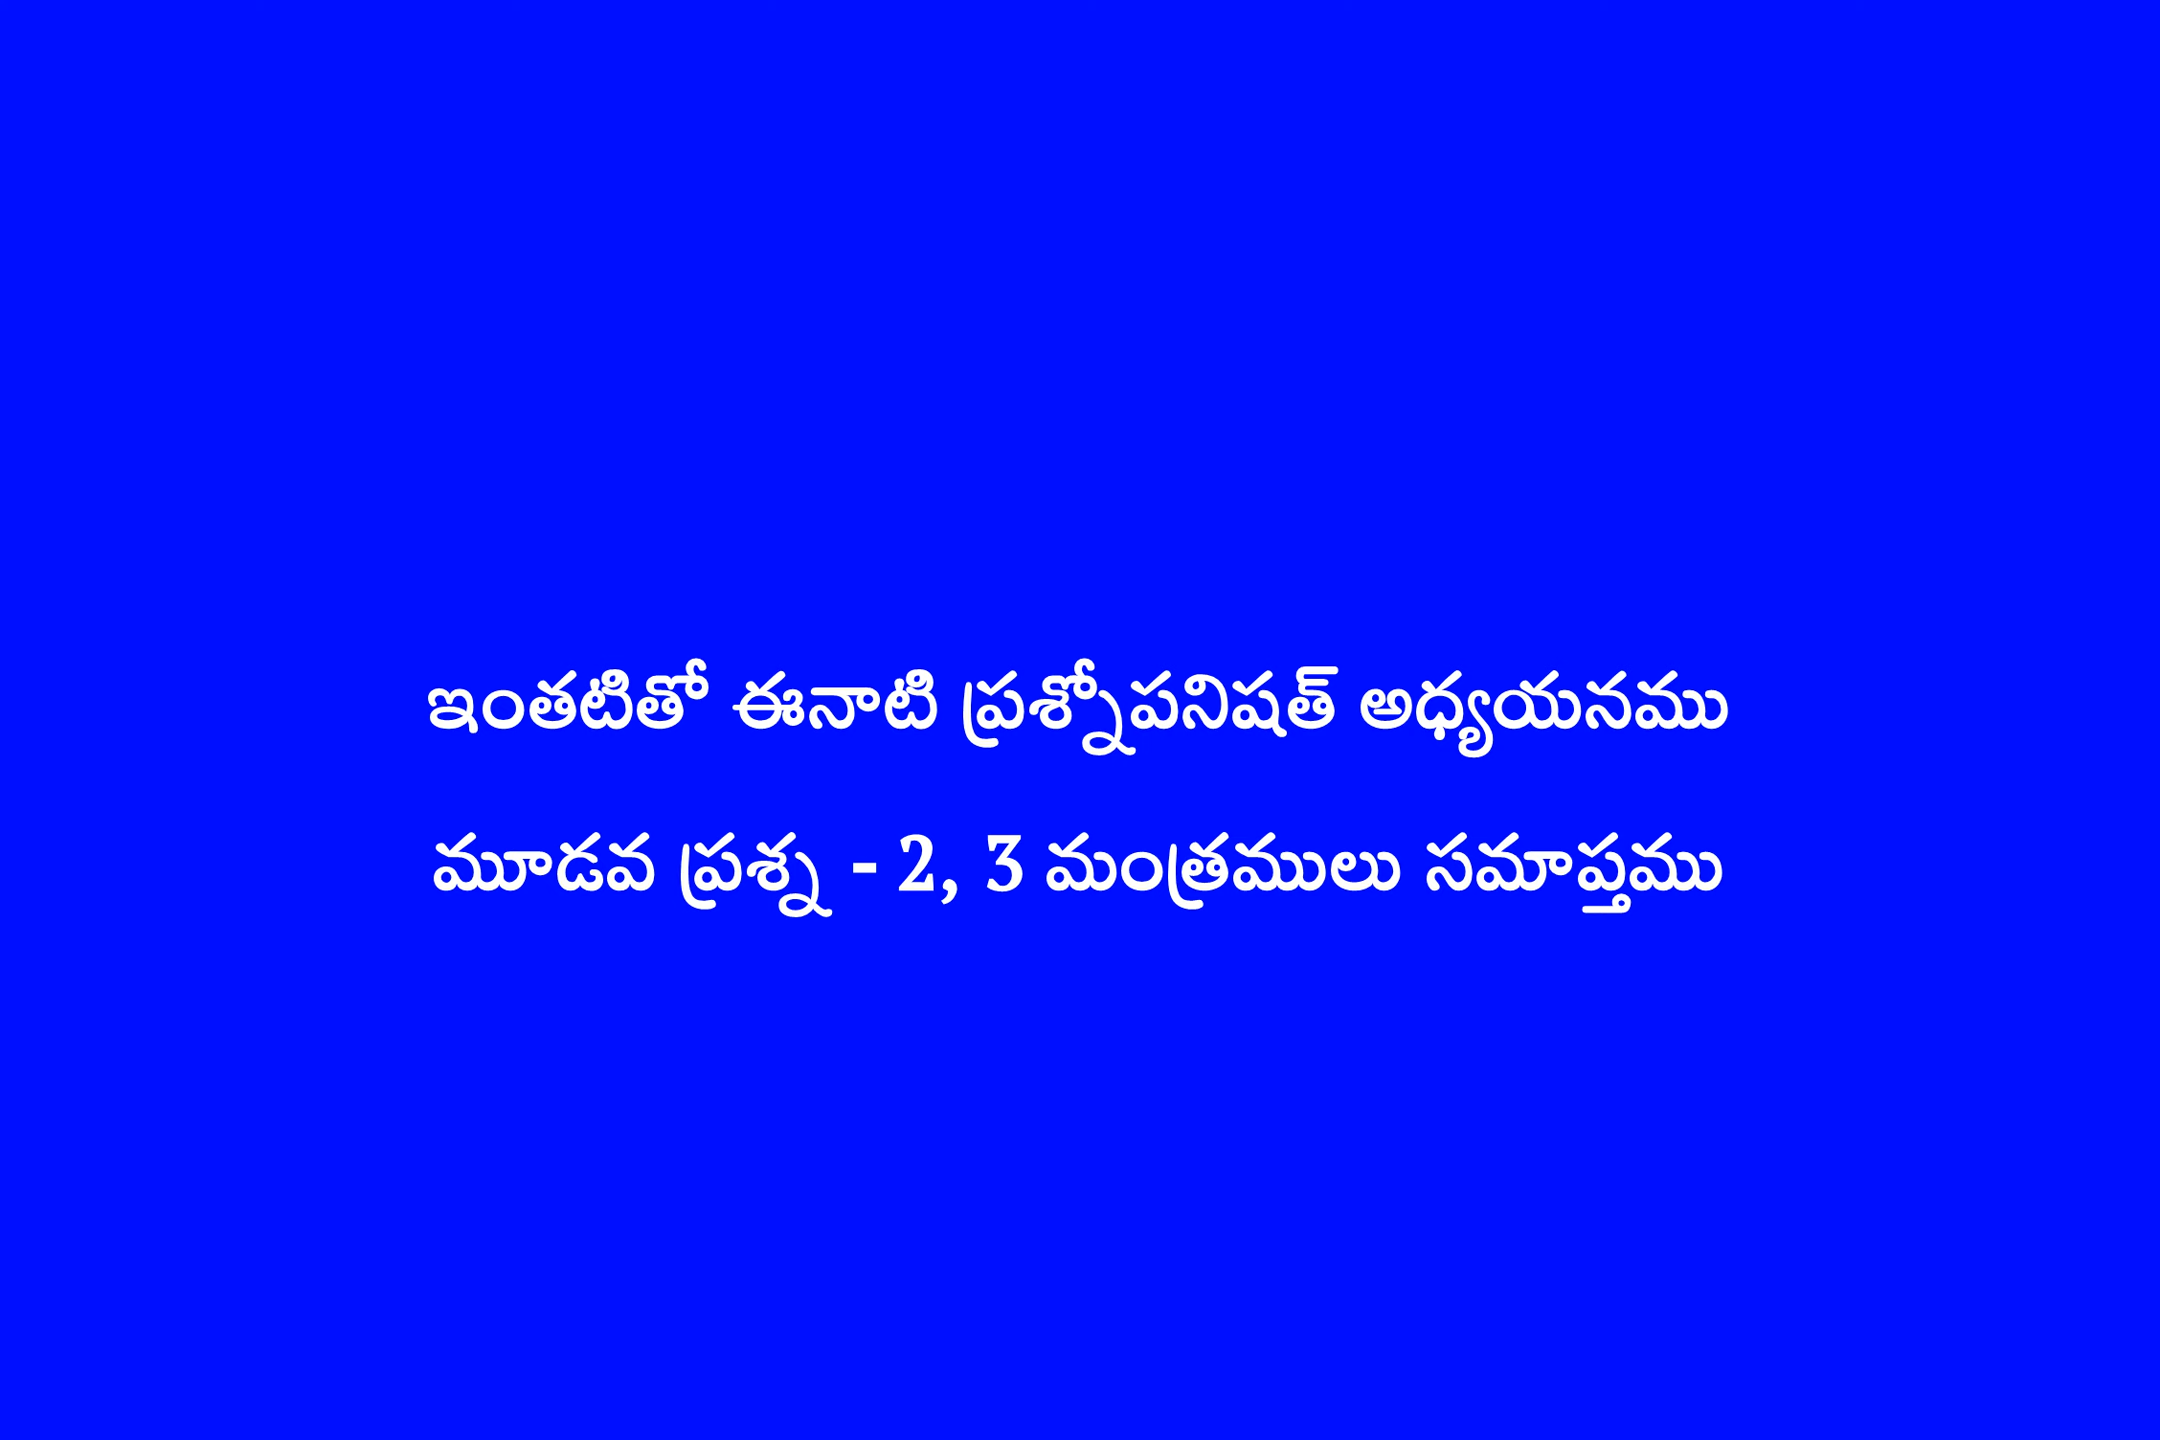 ఇంతటితో ఈనాటి ప్రశ్నోపనిషత్ అధ్యయనము
మూడవ ప్రశ్న - 2, 3 మంత్రములు సమాప్తము